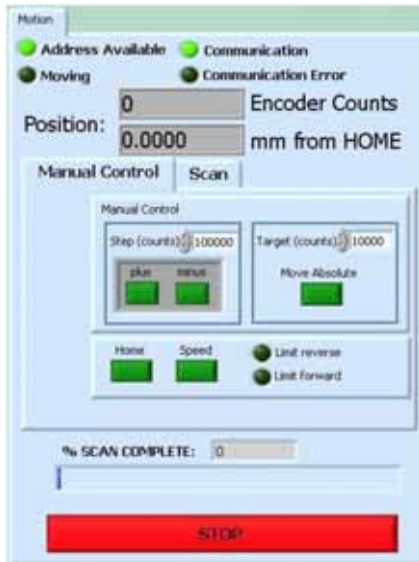 Motion
Address Available Communication
Moving Communication Error
0 Encoder Counts
Position:
0.0000 mm from HOME
Manual Control Scan
Manual Control
Step (counts) 100000 Target (counts) 10000
plus minus Move Absolute
Home Speed Limit reverse
Limit forward
% SCAN COMPLETE: 0
STOP